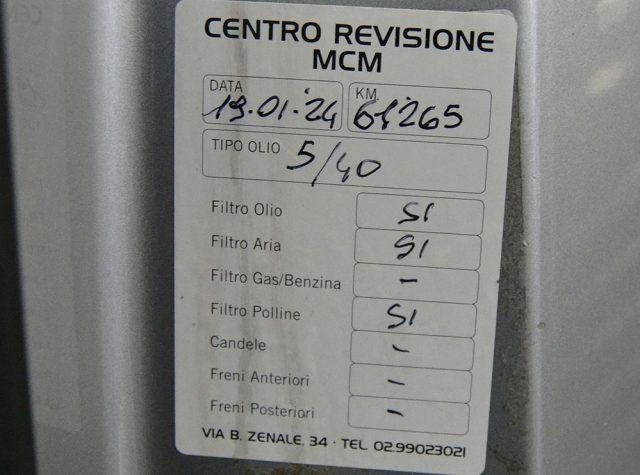 CENTRO REVISIONE
MCM
DATA 19.01.24 KM 61265
TIPO OLIO 5/40
Filtro Olio SI
Filtro Aria SI
Filtro Gas/Benzina -
Filtro Polline SI
Candele -
Freni Anteriori -
Freni Posteriori -
VIA B. ZENALE, 34 · TEL. 02.99023021